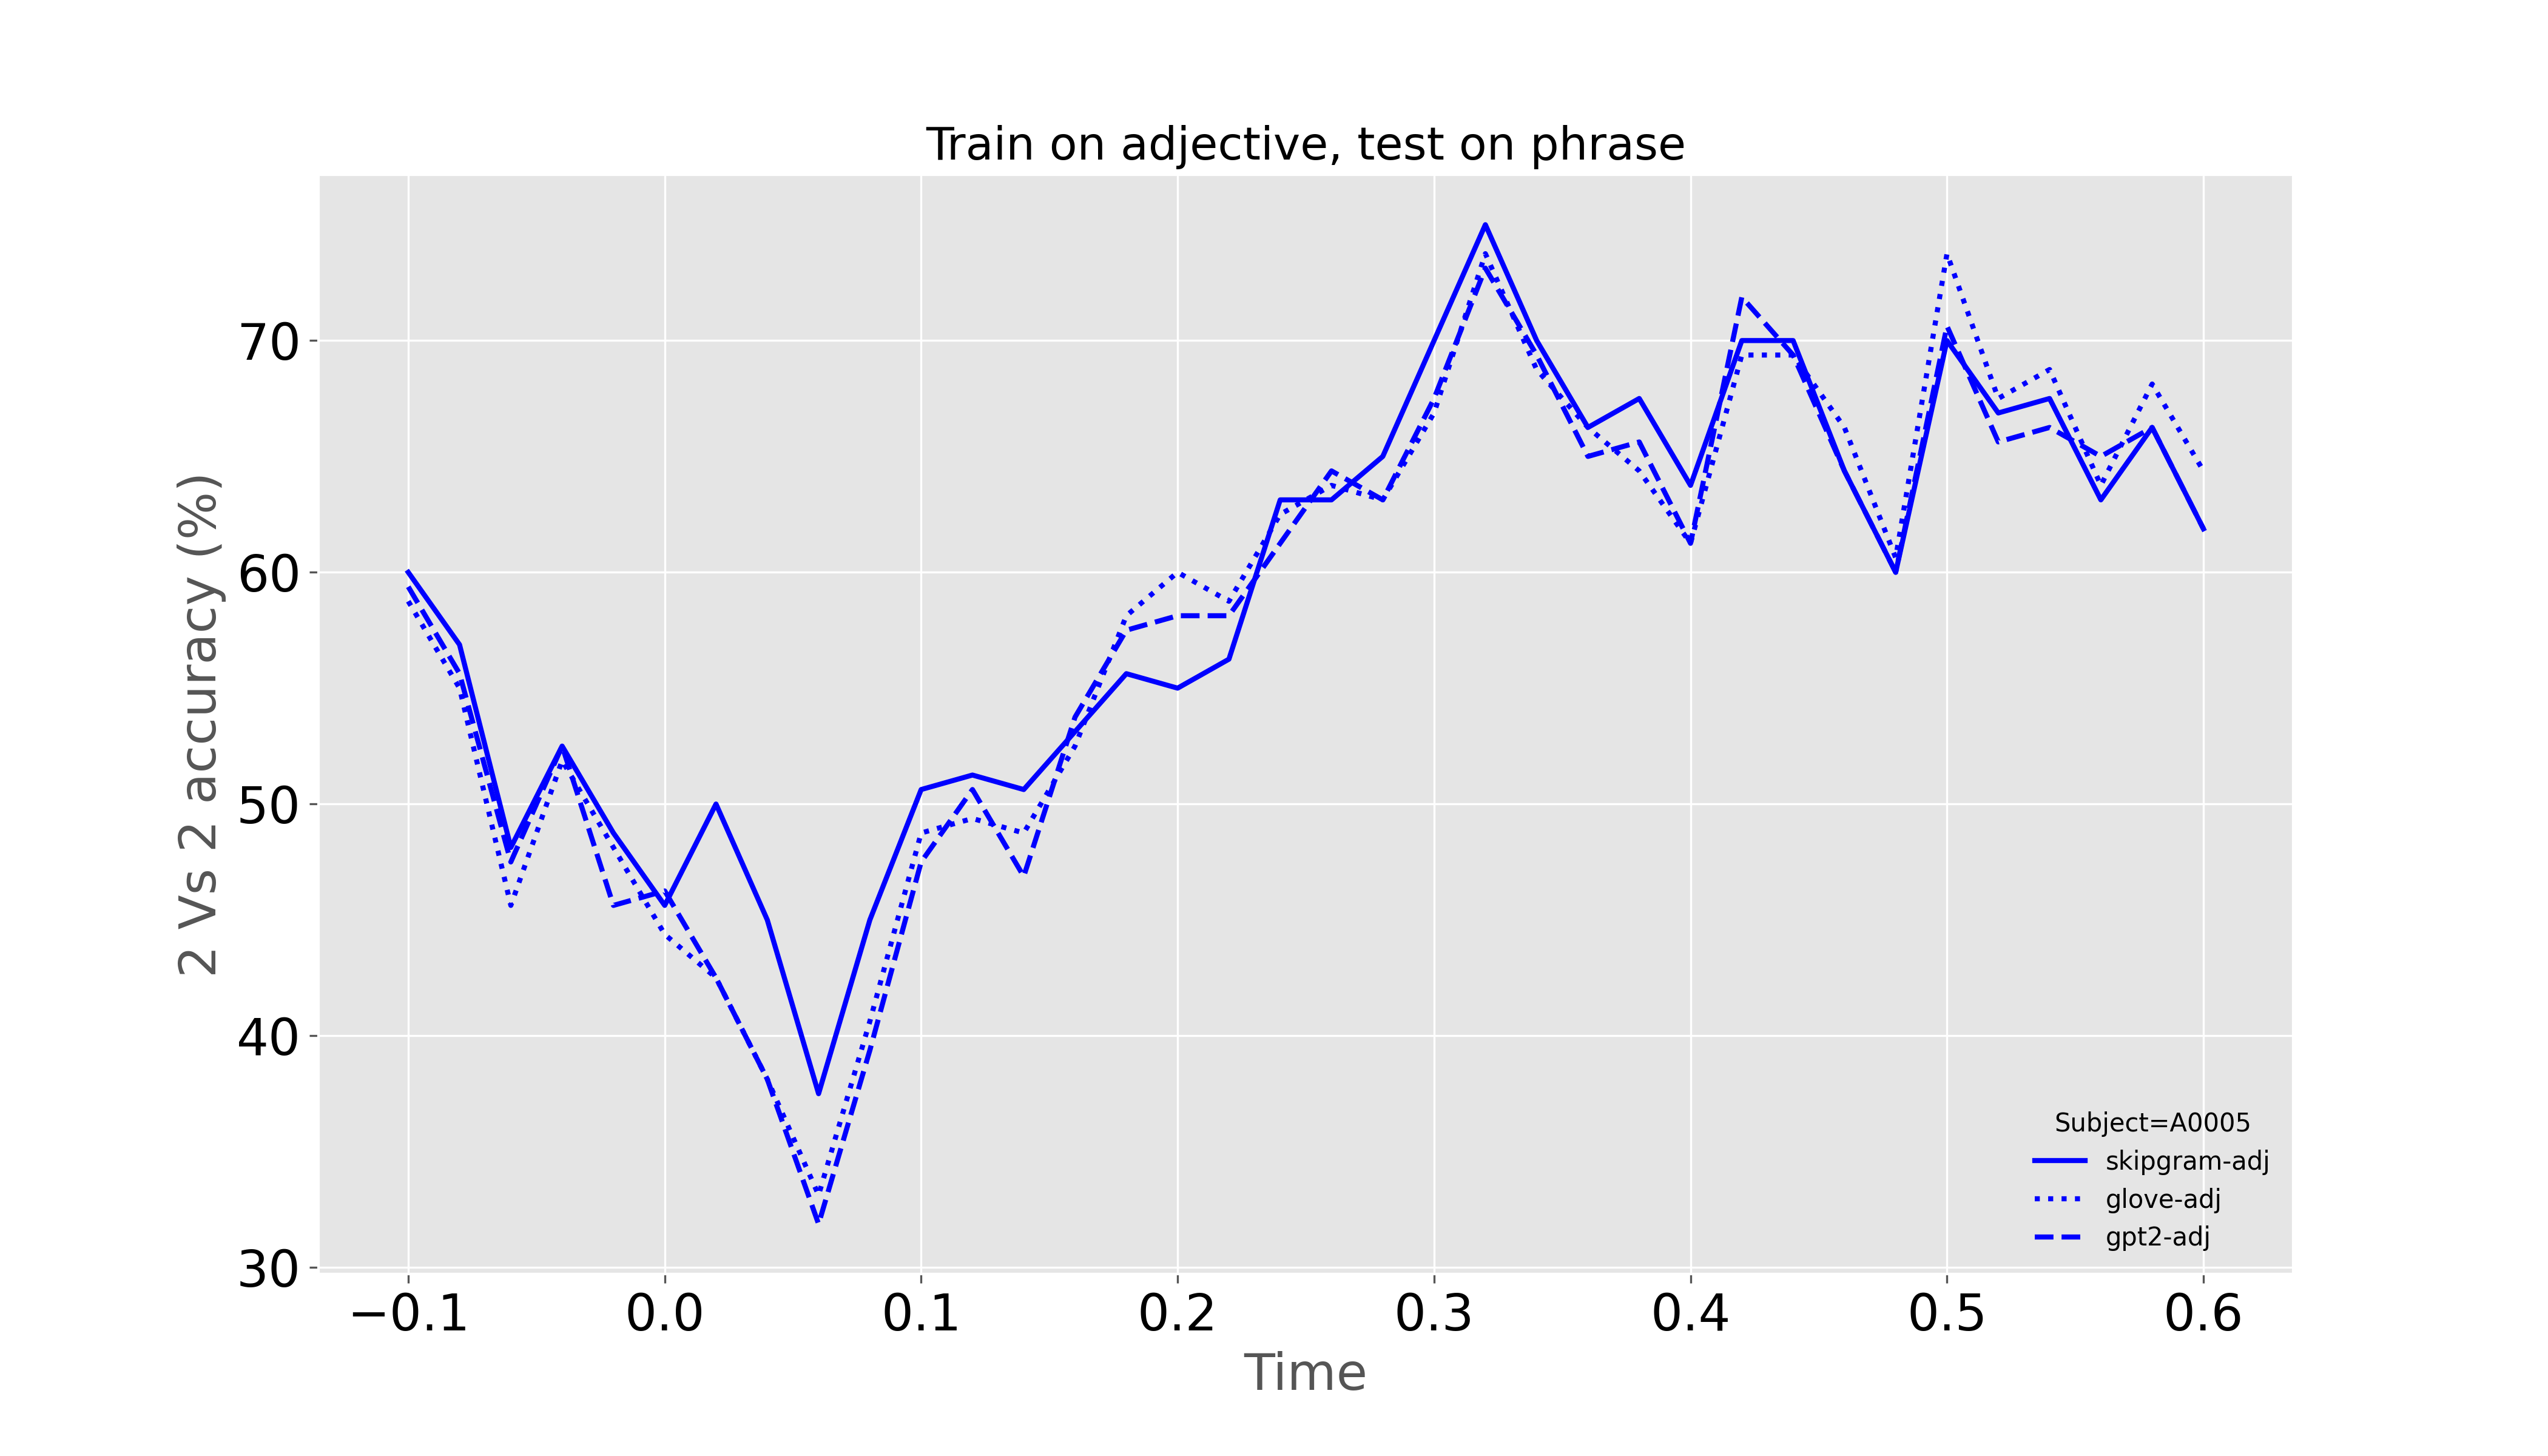 Train on adjective, test on phrase
2 Vs 2 accuracy (%)
70
60
50
40
30
−0.1 0.0 0.1 0.2 0.3 0.4 0.5 0.6
Time
Subject=A0005
skipgram-adj
glove-adj
gpt2-adj